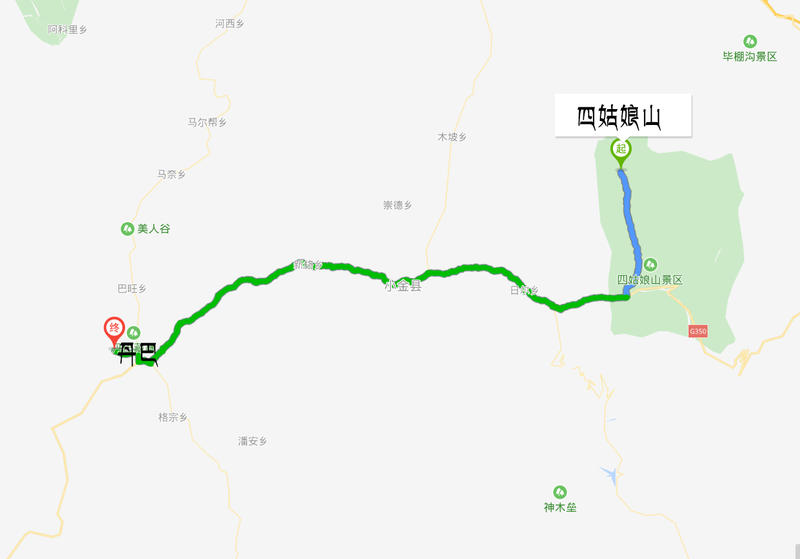 阿科里乡
河西乡
毕棚沟景区
四姑娘山
马尔帮乡
木坡乡
起
马奈乡
崇德乡
美人谷
新格乡
四姑娘山景区
小金县
巴旺乡
G350
终
丹巴
格宗乡
潘安乡
神木垒